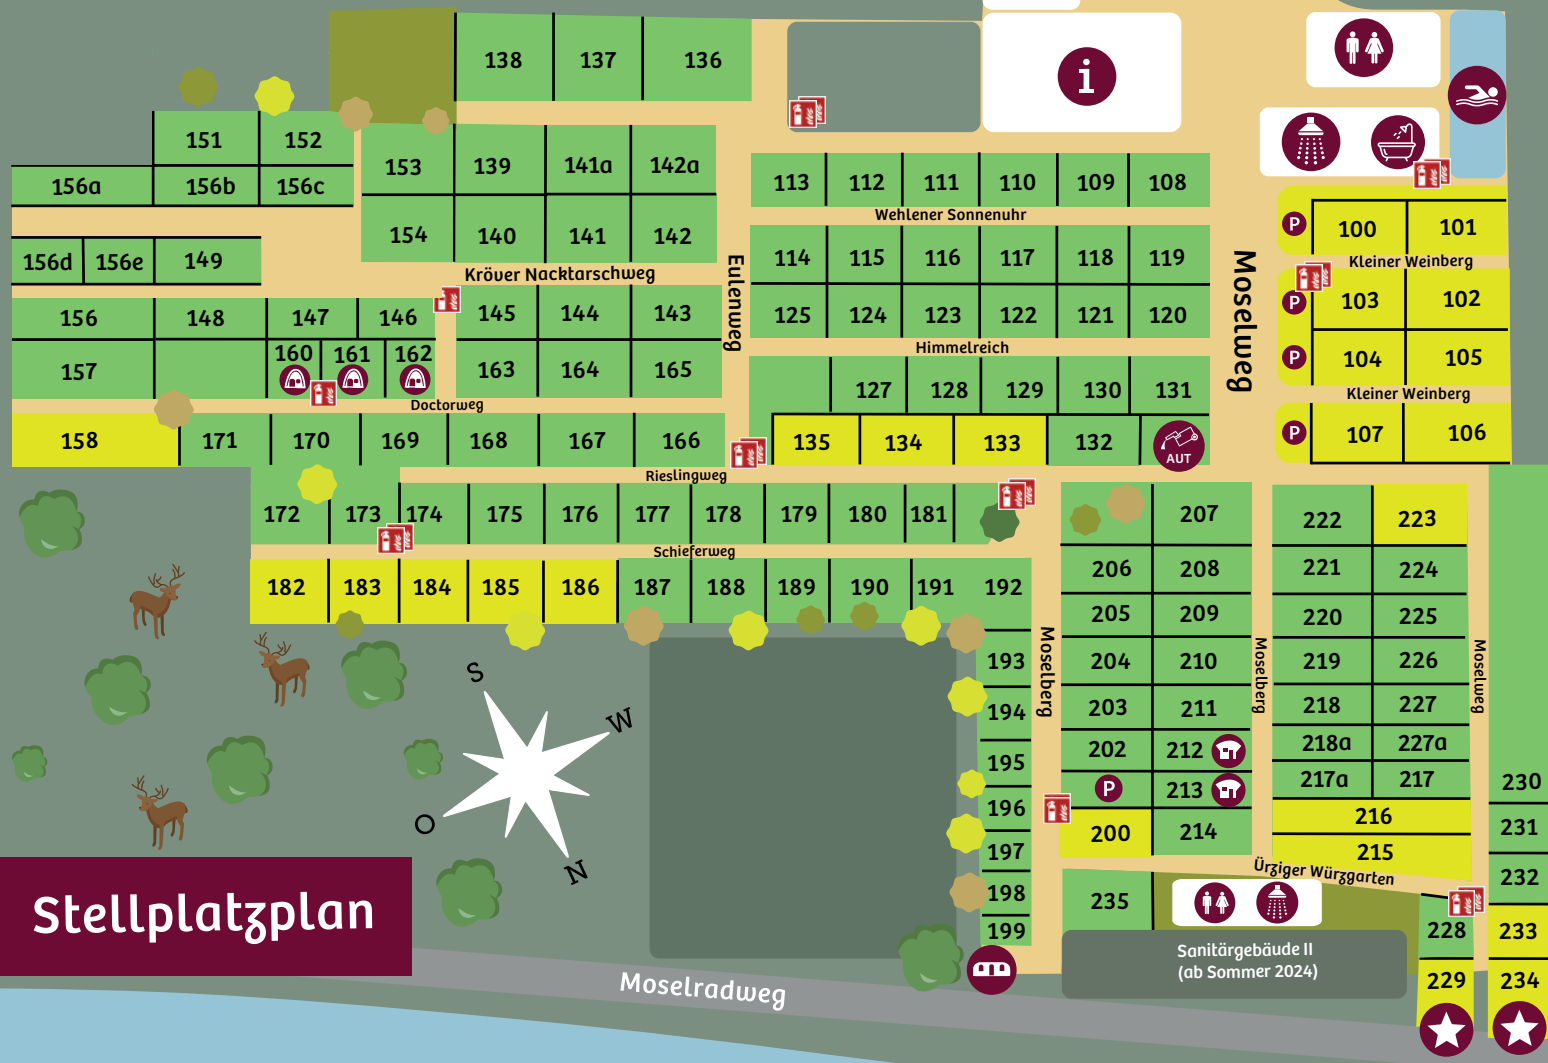 138 137 136
i
151 152
153 139 141a 142a
156a 156b 156c
113 112 111 110 109 108
Wehlener Sonnenuhr
154 140 141 142
P 100 101
Kleiner Weinberg
156d 156e 149
Kröver Nacktarschweg
Eulenweg
114 115 116 117 118 119
Moselweg
P 103 102
156 148 147 146
145 144 143
125 124 123 122 121 120
Himmelreich
157 160 161 162
163 164 165
P 104 105
Kleiner Weinberg
127 128 129 130 131
Doctorweg
158 171 170 169 168 167 166
135 134 133 132 AUT
P 107 106
Rieslingweg
172 173 174 175 176 177 178 179 180 181
207
222 223
Schieferweg
182 183 184 185 186 187 188 189 190 191 192
206 208
221 224
205 209
220 225
Moselberg
Moselberg
Moselweg
193
204 210
219 226
194
203 211
218 227
195
202 212
218a 227a
P 213
217a 217
230
196
200 214
216
231
197
215
Ürziger Würzgarten
232
198
235
199
228 233
229 234
S
W
O
N
Stellplatzplan
Sanitärgebäude II
(ab Sommer 2024)
Moselradweg